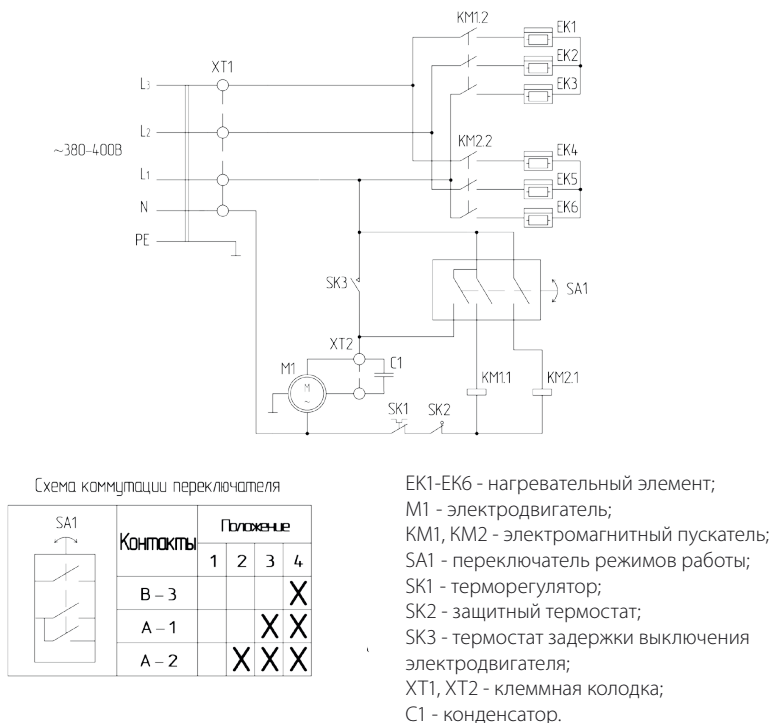 KM1.2
EK1
EK2
EK3
XT1
L3
L2
~380-400В
L1
N
PE
KM2.2
EK4
EK5
EK6
SK3
SA1
XT2
C1
M1
M
~
KM1.1
KM2.1
SK1
SK2
Схема коммутации переключателя
SA1
Контакты
Положение
1 2 3 4
B – 3 X
A – 1 X X
A – 2 X X X
EK1-EK6 - нагревательный элемент;
M1 - электродвигатель;
KM1, KM2 - электромагнитный пускатель;
SA1 - переключатель режимов работы;
SK1 - терморегулятор;
SK2 - защитный термостат;
SK3 - термостат задержки выключения
электродвигателя;
XT1, XT2 - клеммная колодка;
C1 - конденсатор.